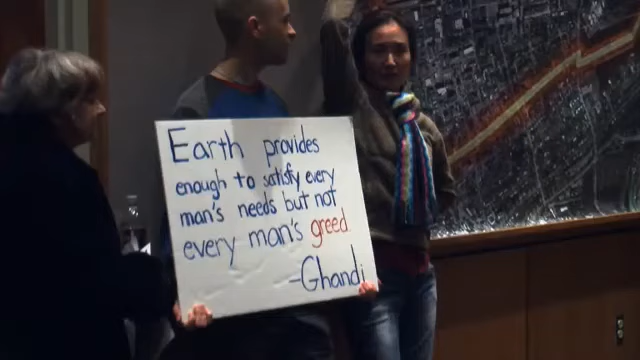 Earth provides
enough to satisfy every
man's needs but not
every man's greed
-Ghandi